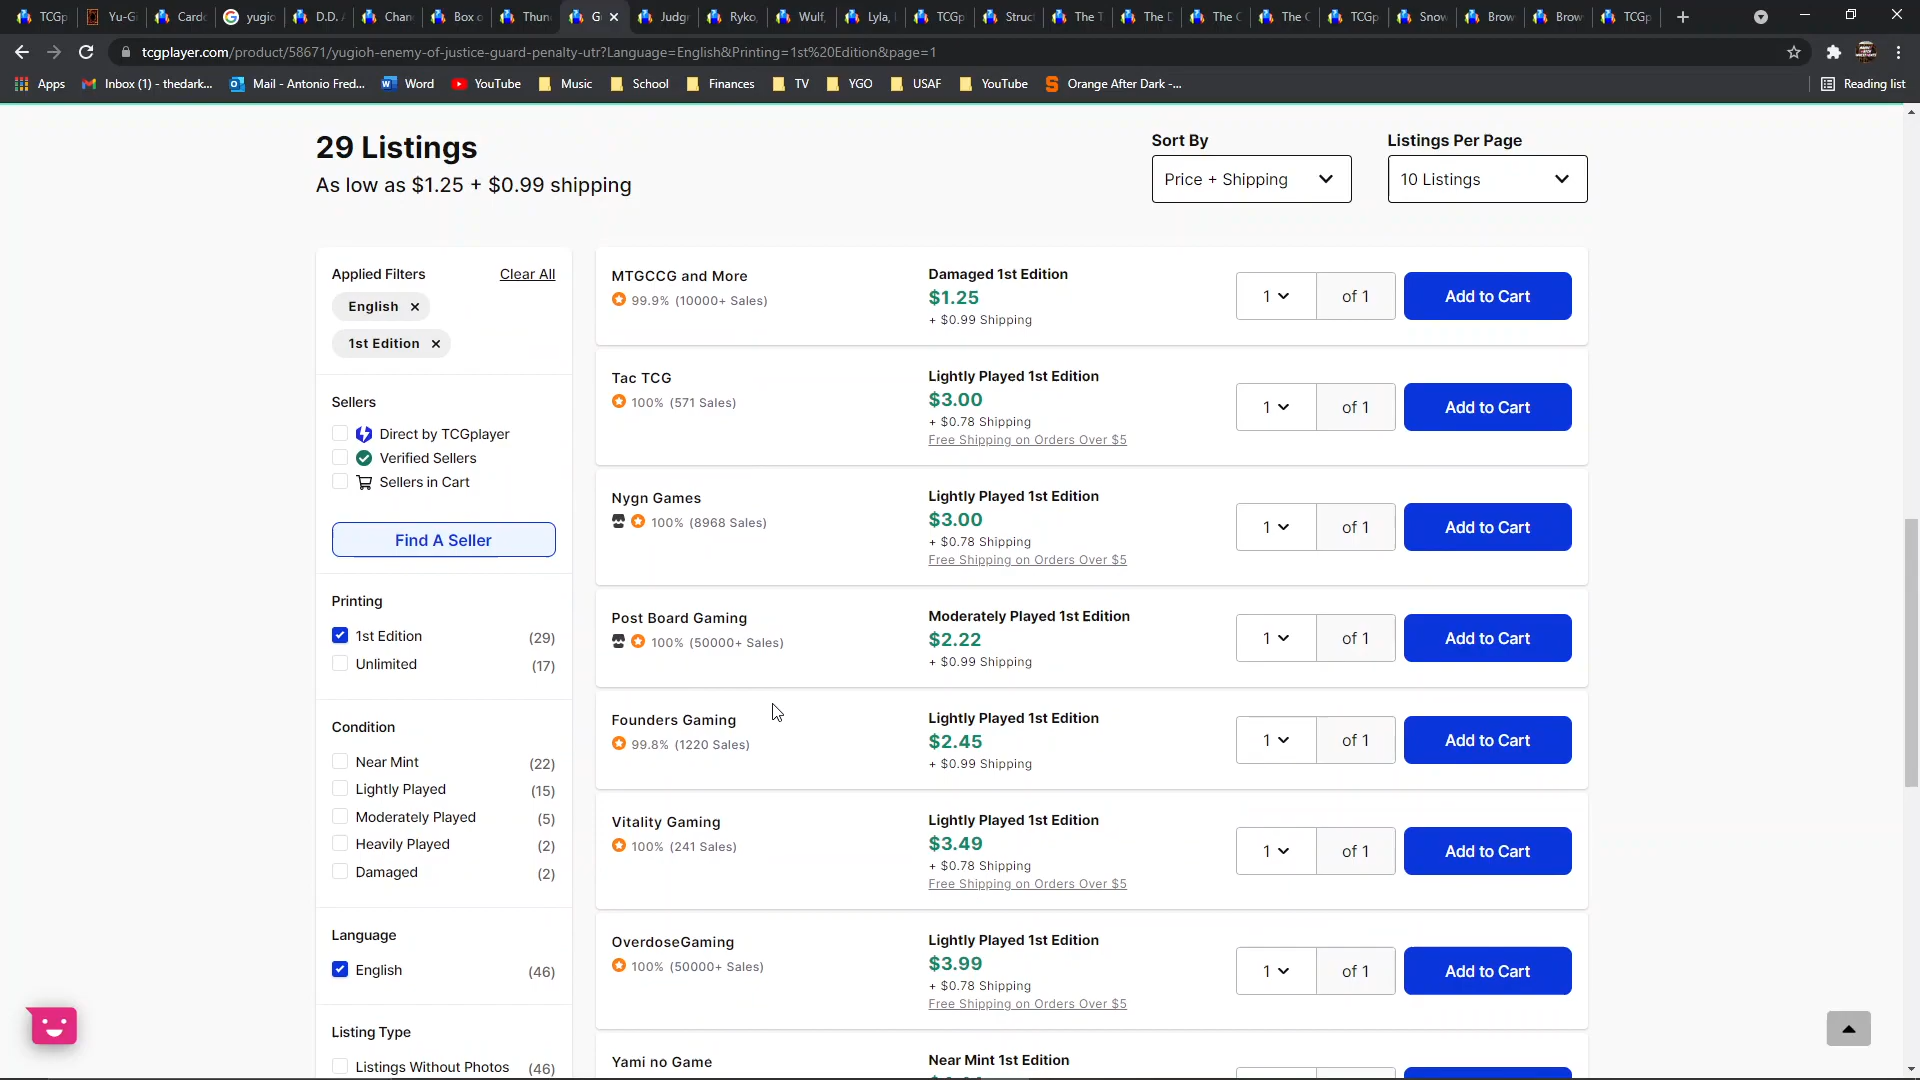 TCGp
Yu-Gi
Cardc
yugio
D.D.
Chan
Box o
Thun
G
Judg
Ryko,
Wulf,
Lyla,
TCGp
Struct
The T
The D
The C
The C
TCGp
Snow
Brow
Brow
TCGp
tcgplayer.com/product/58671/yugioh-enemy-of-justice-guard-penalty-utr?Language=English&Printing=1st%20Edition&page=1
Apps
Inbox (1) - thedark...
Mail - Antonio Fred...
Word
YouTube
Music
School
Finances
TV
YGO
USAF
YouTube
Orange After Dark -...
Reading list
29 Listings
As low as $1.25 + $0.99 shipping
Sort By
Price + Shipping
Listings Per Page
10 Listings
Applied Filters
Clear All
English
1st Edition
Sellers
Direct by TCGplayer
Verified Sellers
Sellers in Cart
Find A Seller
Printing
1st Edition (29)
Unlimited (17)
Condition
Near Mint (22)
Lightly Played (15)
Moderately Played (5)
Heavily Played (2)
Damaged (2)
Language
English (46)
Listing Type
Listings Without Photos (46)
MTGCCG and More
99.9% (10000+ Sales)
Damaged 1st Edition
$1.25
+ $0.99 Shipping
1
of 1
Add to Cart
Tac TCG
100% (571 Sales)
Lightly Played 1st Edition
$3.00
+ $0.78 Shipping
Free Shipping on Orders Over $5
1
of 1
Add to Cart
Nygn Games
100% (8968 Sales)
Lightly Played 1st Edition
$3.00
+ $0.78 Shipping
Free Shipping on Orders Over $5
1
of 1
Add to Cart
Post Board Gaming
100% (50000+ Sales)
Moderately Played 1st Edition
$2.22
+ $0.99 Shipping
1
of 1
Add to Cart
Founders Gaming
99.8% (1220 Sales)
Lightly Played 1st Edition
$2.45
+ $0.99 Shipping
1
of 1
Add to Cart
Vitality Gaming
100% (241 Sales)
Lightly Played 1st Edition
$3.49
+ $0.78 Shipping
Free Shipping on Orders Over $5
1
of 1
Add to Cart
OverdoseGaming
100% (50000+ Sales)
Lightly Played 1st Edition
$3.99
+ $0.78 Shipping
Free Shipping on Orders Over $5
1
of 1
Add to Cart
Yami no Game
Near Mint 1st Edition